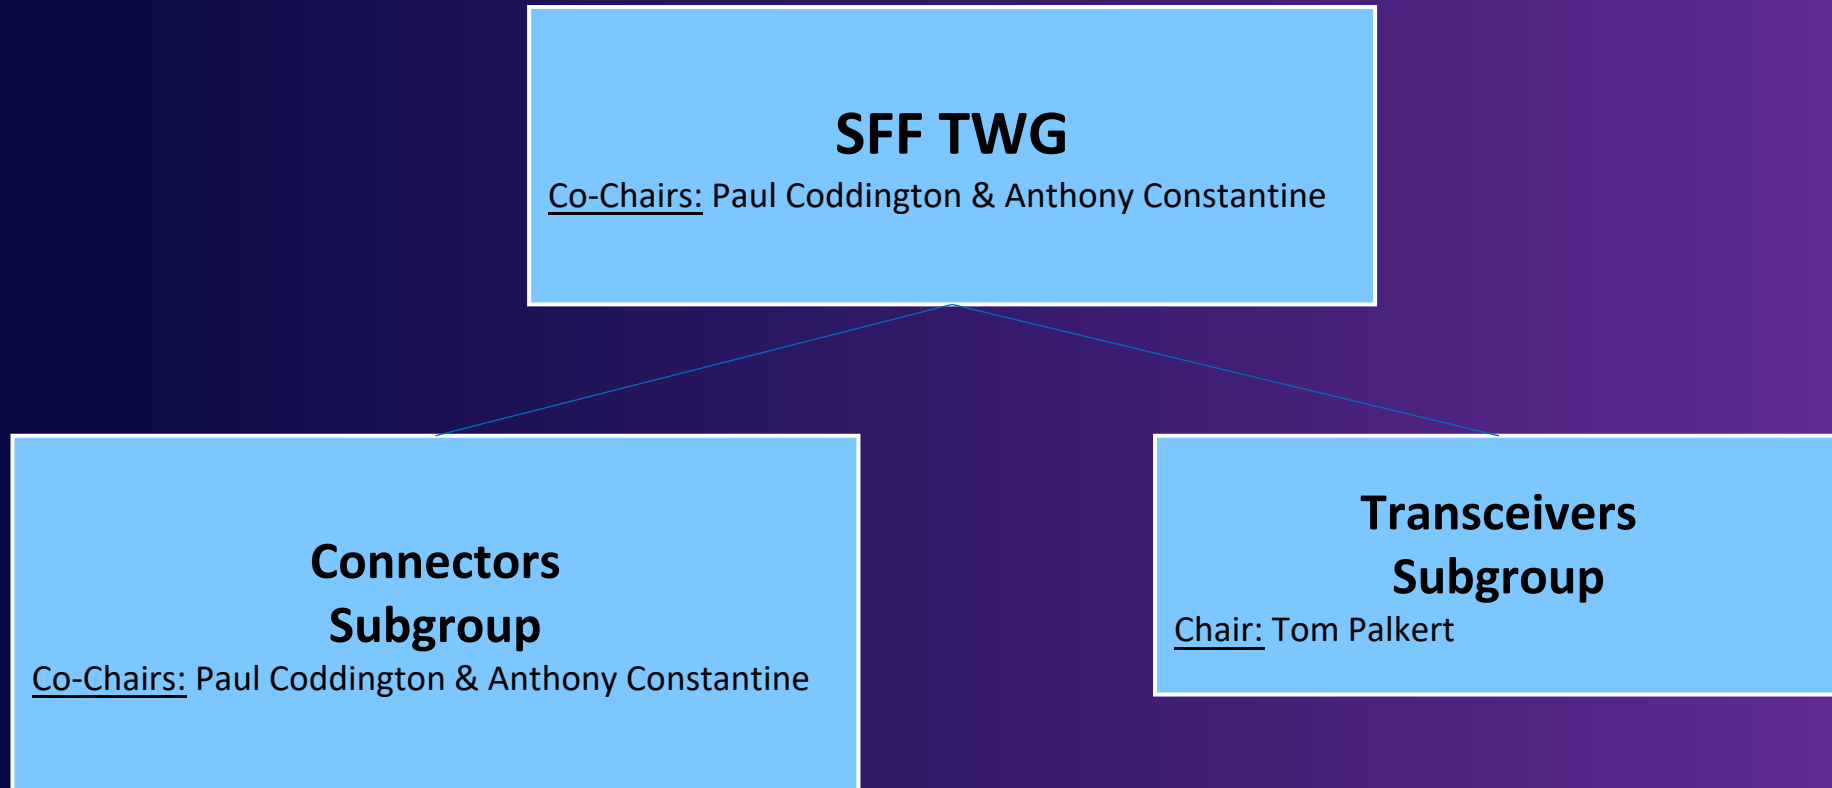 SFF TWG
Co-Chairs: Paul Coddington & Anthony Constantine
Connectors
Subgroup
Co-Chairs: Paul Coddington & Anthony Constantine
Transceivers
Subgroup
Chair: Tom Palkert